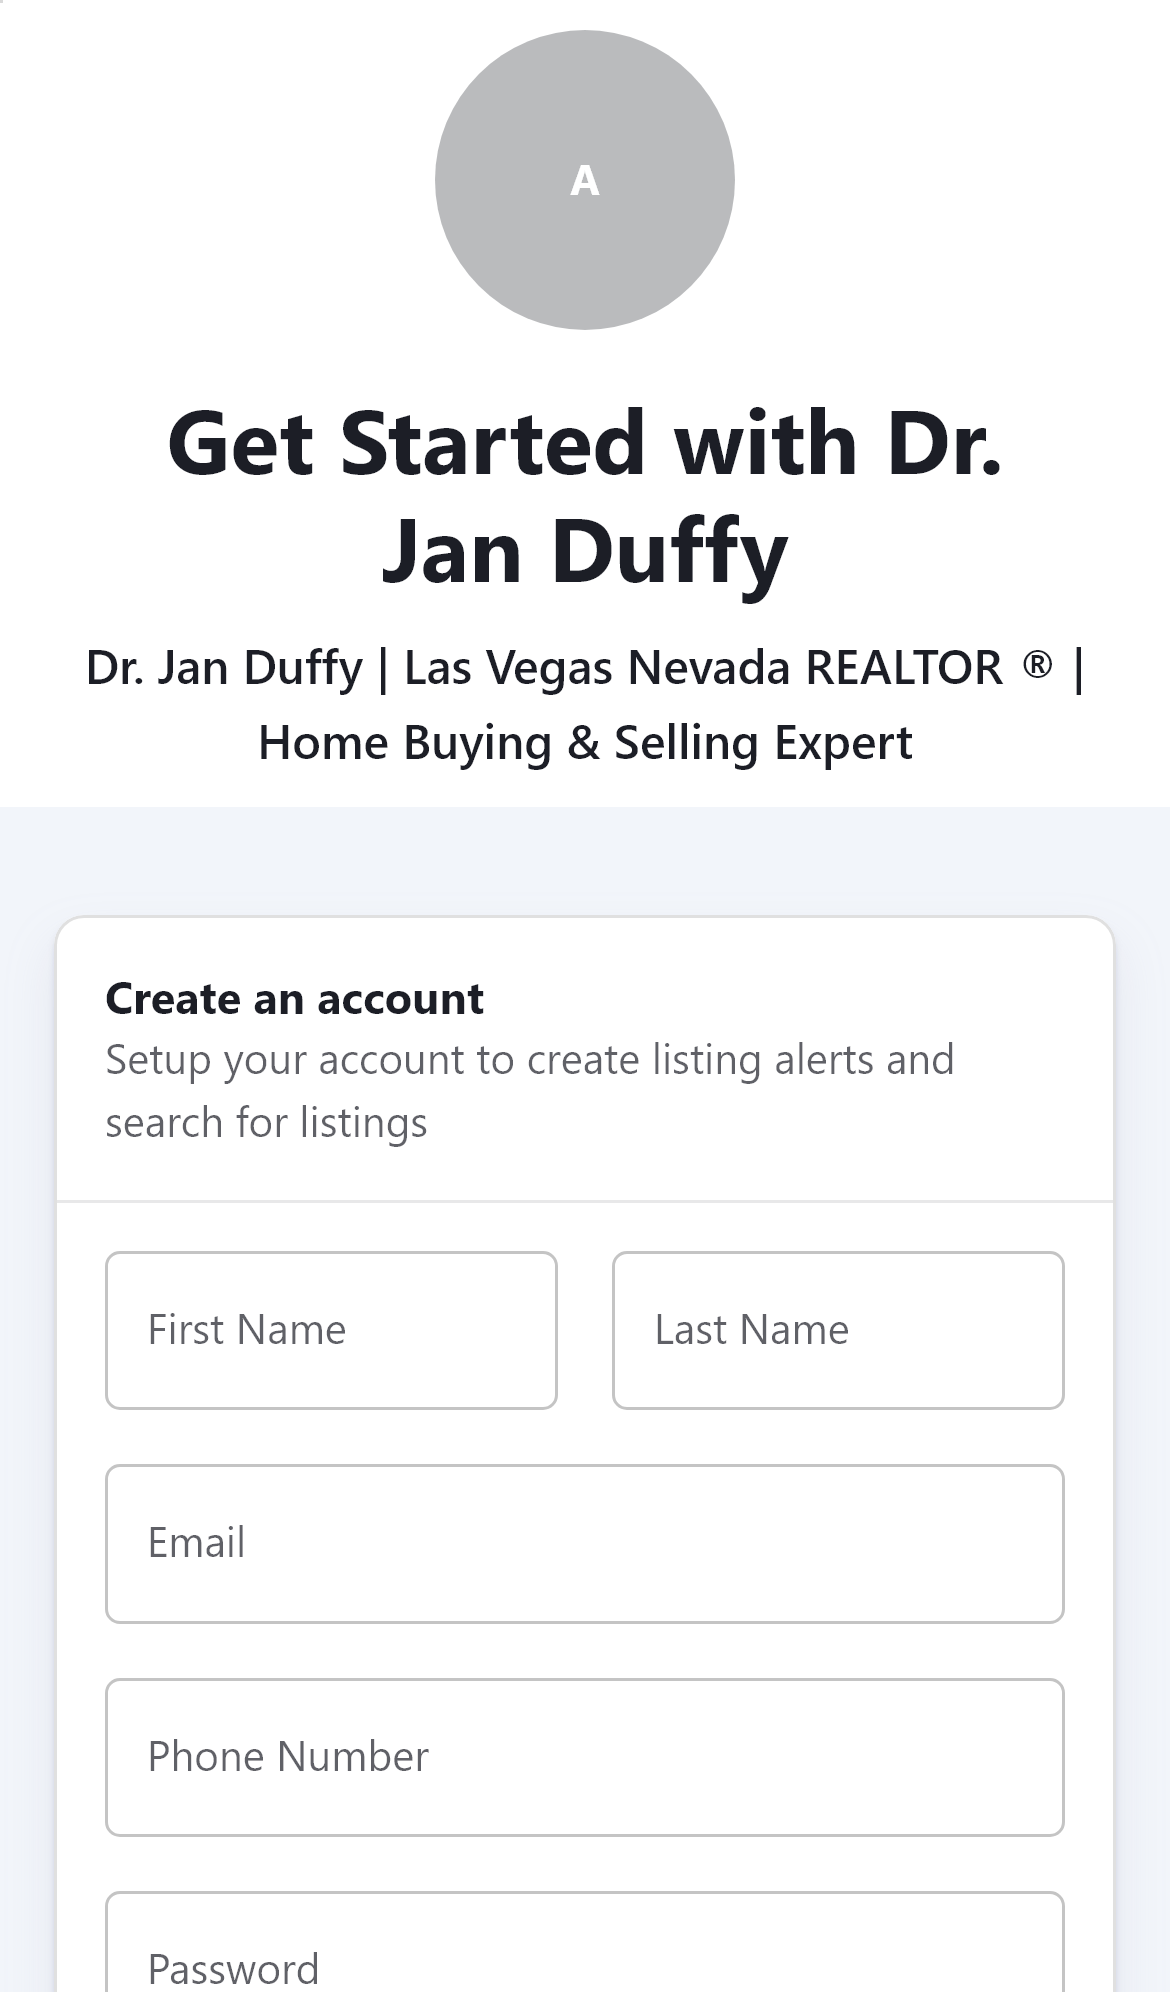 A
Get Started with Dr.
Jan Duffy
Dr. Jan Duffy | Las Vegas Nevada REALTOR ® |
Home Buying & Selling Expert
Create an account
Setup your account to create listing alerts and
search for listings
First Name
Last Name
Email
Phone Number
Password